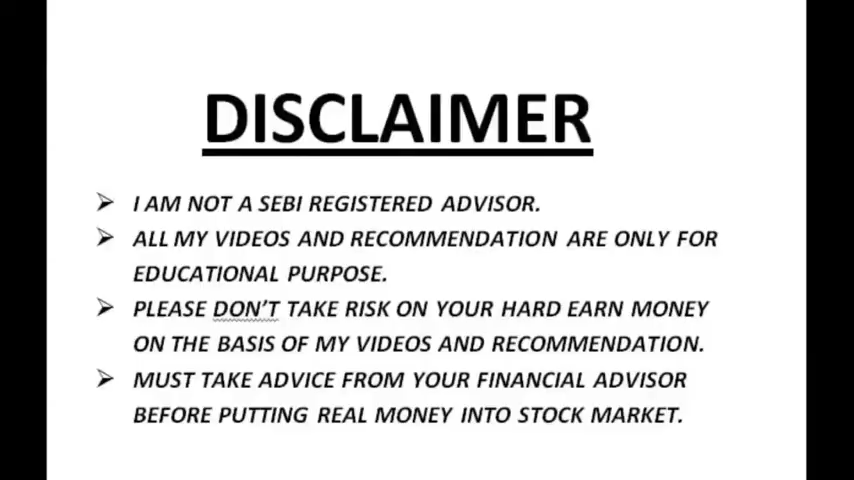 DISCLAIMER
➢ I AM NOT A SEBI REGISTERED ADVISOR.
➢ ALL MY VIDEOS AND RECOMMENDATION ARE ONLY FOR
EDUCATIONAL PURPOSE.
➢ PLEASE DON'T TAKE RISK ON YOUR HARD EARN MONEY
ON THE BASIS OF MY VIDEOS AND RECOMMENDATION.
➢ MUST TAKE ADVICE FROM YOUR FINANCIAL ADVISOR
BEFORE PUTTING REAL MONEY INTO STOCK MARKET.